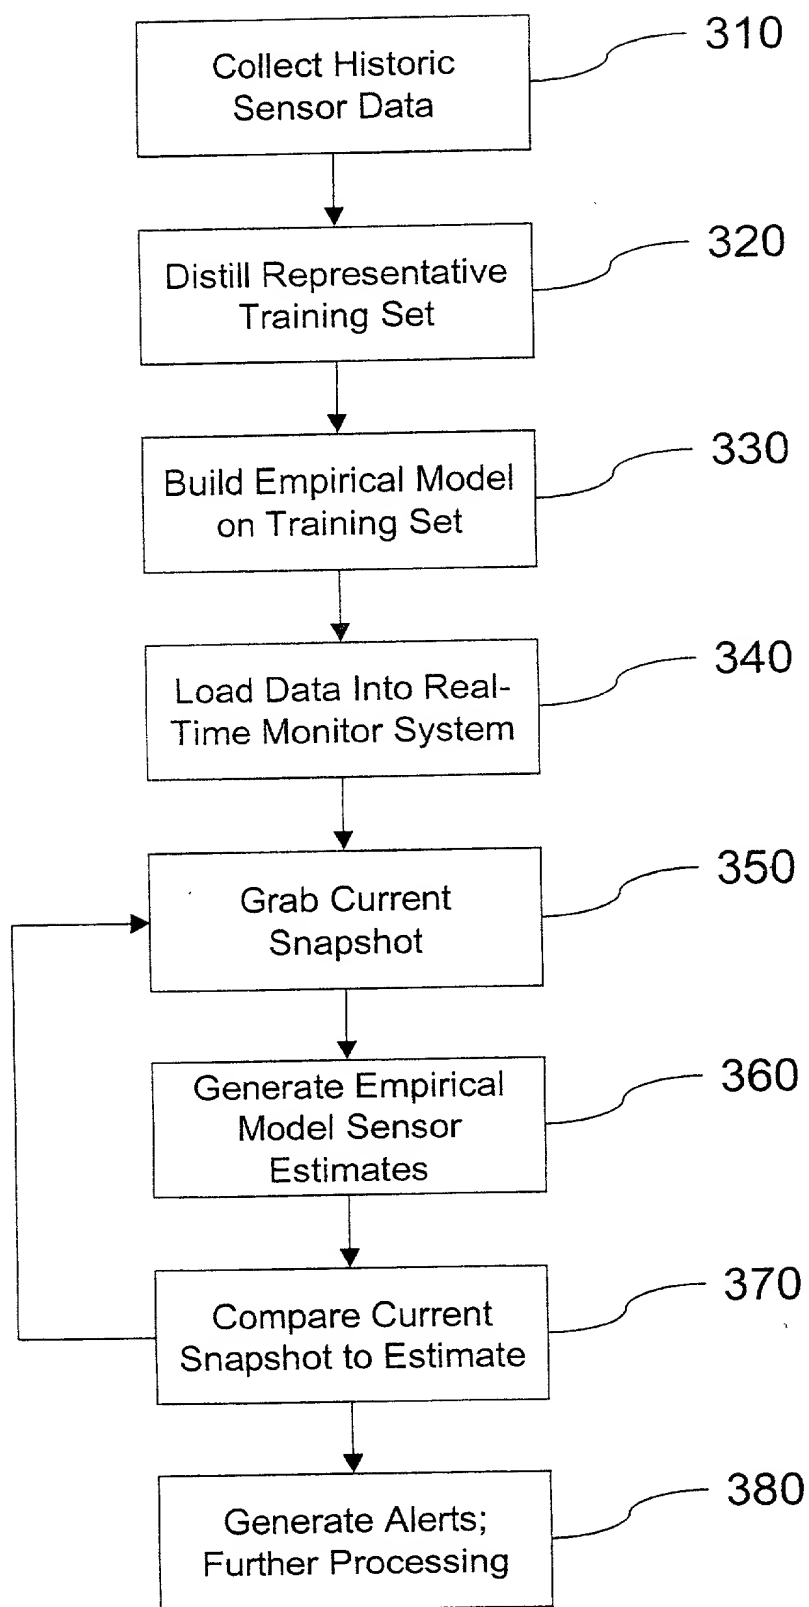 Collect Historic
Sensor Data
310
Distill Representative
Training Set
320
Build Empirical Model
on Training Set
330
Load Data Into Real-
Time Monitor System
340
Grab Current
Snapshot
350
Generate Empirical
Model Sensor
Estimates
360
Compare Current
Snapshot to Estimate
370
Generate Alerts;
Further Processing
380